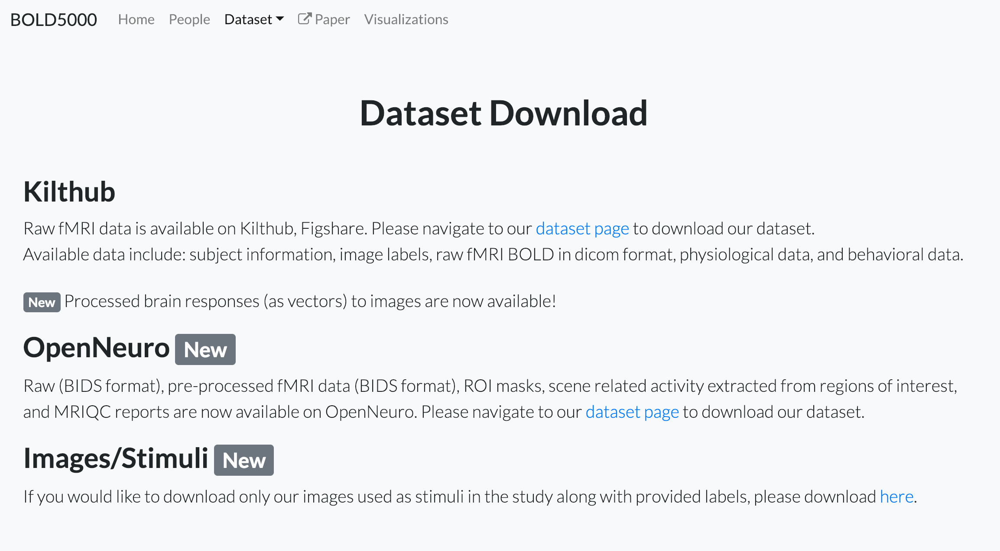 BOLD5000 Home People Dataset Paper Visualizations
Dataset Download
Kilthub
Raw fMRI data is available on Kilthub, Figshare. Please navigate to our dataset page to download our dataset.
Available data include: subject information, image labels, raw fMRI BOLD in dicom format, physiological data, and behavioral data.
New Processed brain responses (as vectors) to images are now available!
OpenNeuro New
Raw (BIDS format), pre-processed fMRI data (BIDS format), ROI masks, scene related activity extracted from regions of interest,
and MRIQC reports are now available on OpenNeuro. Please navigate to our dataset page to download our dataset.
Images/Stimuli New
If you would like to download only our images used as stimuli in the study along with provided labels, please download here.